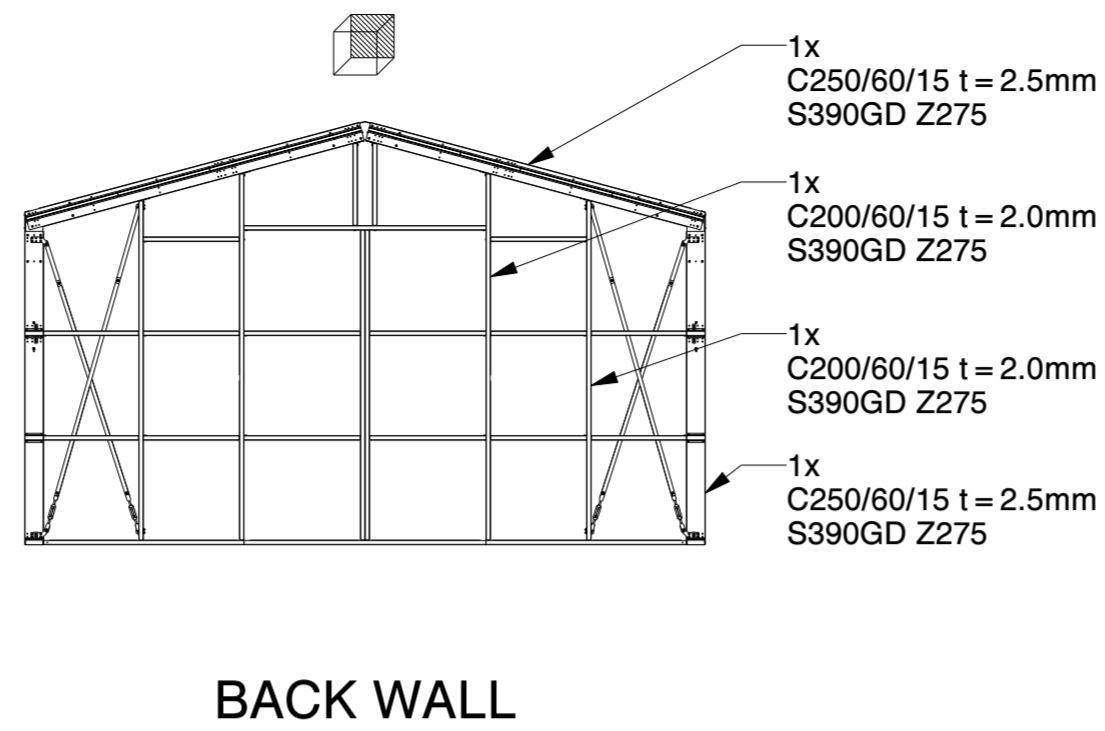 1x
C250/60/15 t = 2.5mm
S390GD Z275
1x
C200/60/15 t = 2.0mm
S390GD Z275
1x
C200/60/15 t = 2.0mm
S390GD Z275
1x
C250/60/15 t = 2.5mm
S390GD Z275
BACK WALL